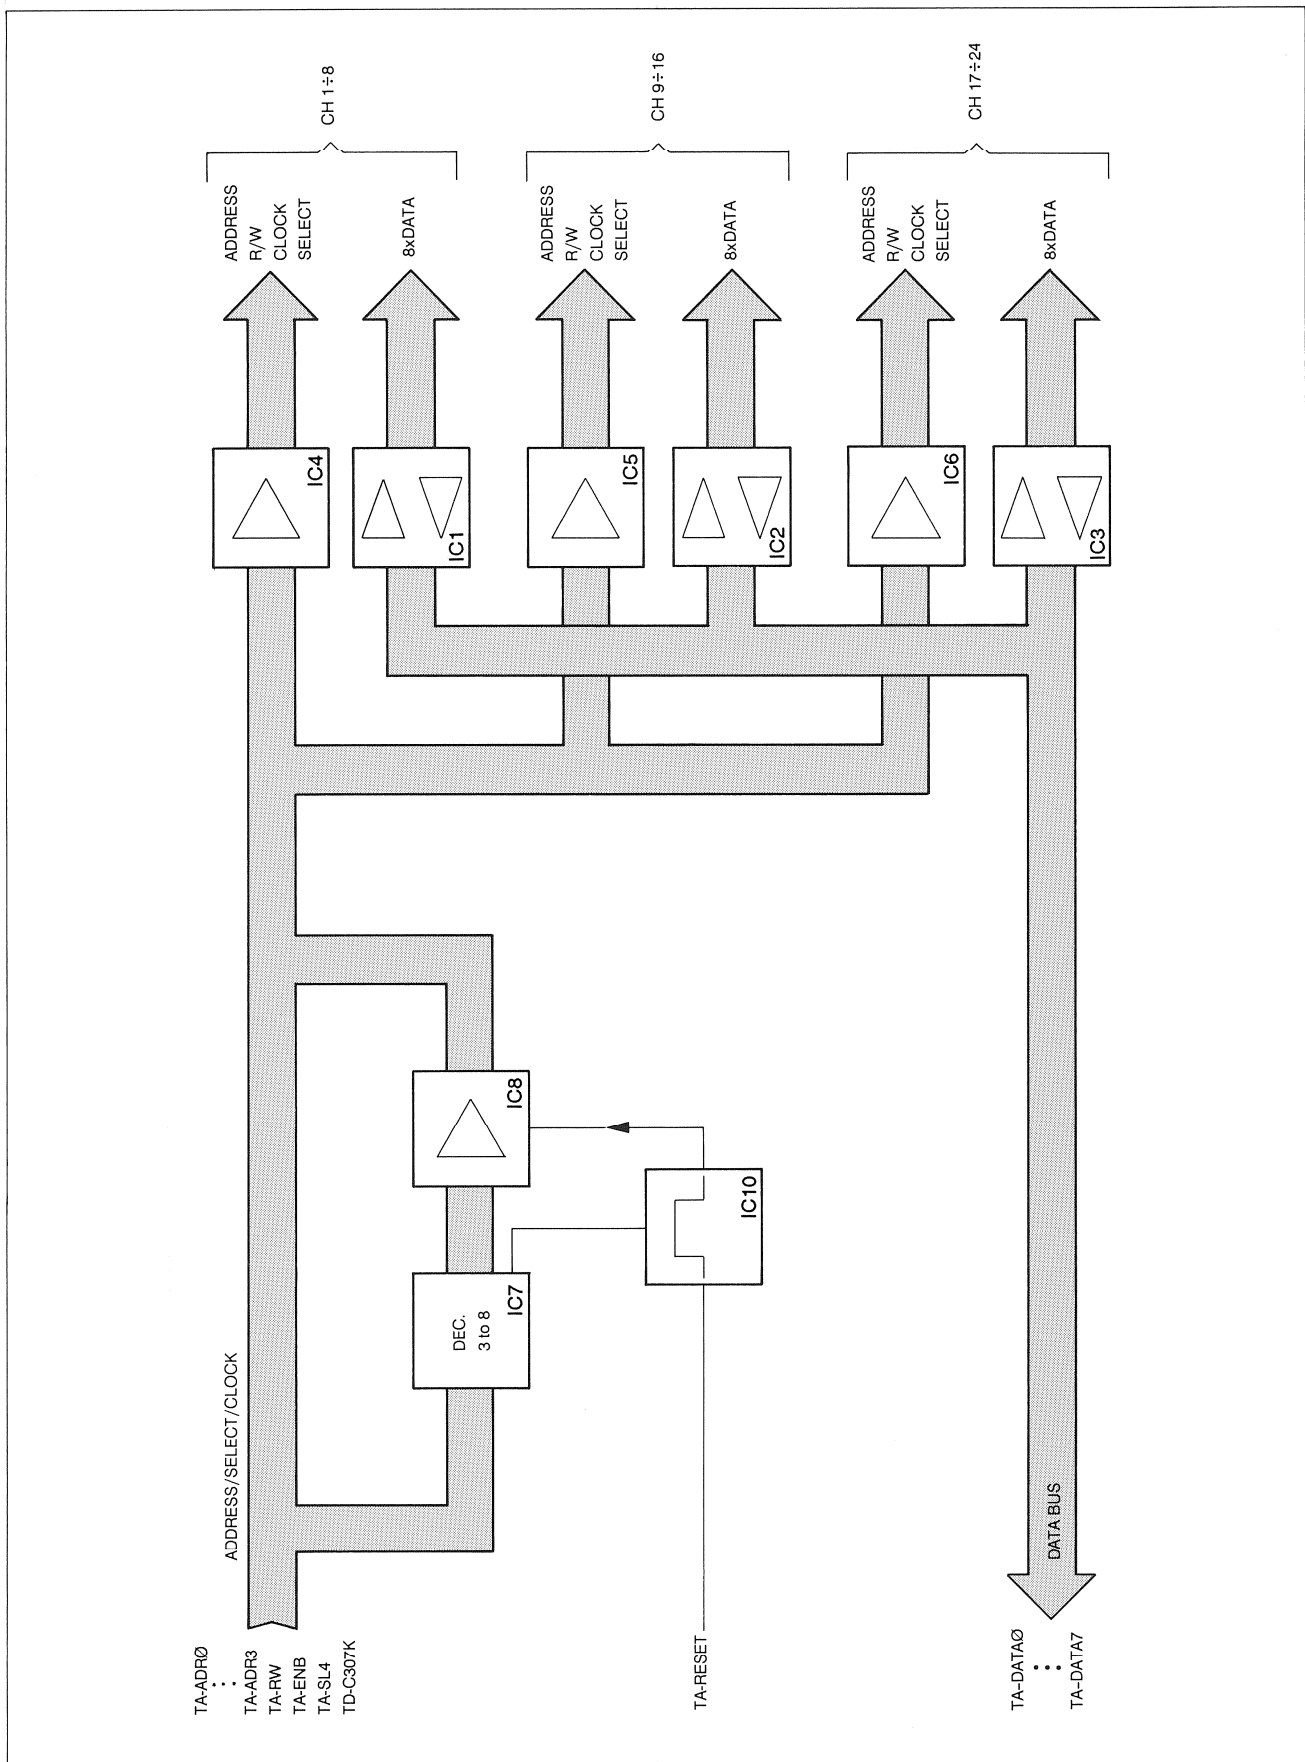 TA-ADRØ
:
TA-ADR3
TA-RW
TA-ENB
TA-SL4
TD-C307K
ADDRESS/SELECT/CLOCK
TA-RESET
TA-DATAØ
:
TA-DATA7
DATA BUS
DEC.
3 to 8
IC7
IC8
IC10
IC4
IC1
IC5
IC2
IC6
IC3
ADDRESS
R/W
CLOCK
SELECT
8xDATA
CH 1÷8
ADDRESS
R/W
CLOCK
SELECT
8xDATA
CH 9÷16
ADDRESS
R/W
CLOCK
SELECT
8xDATA
CH 17÷24